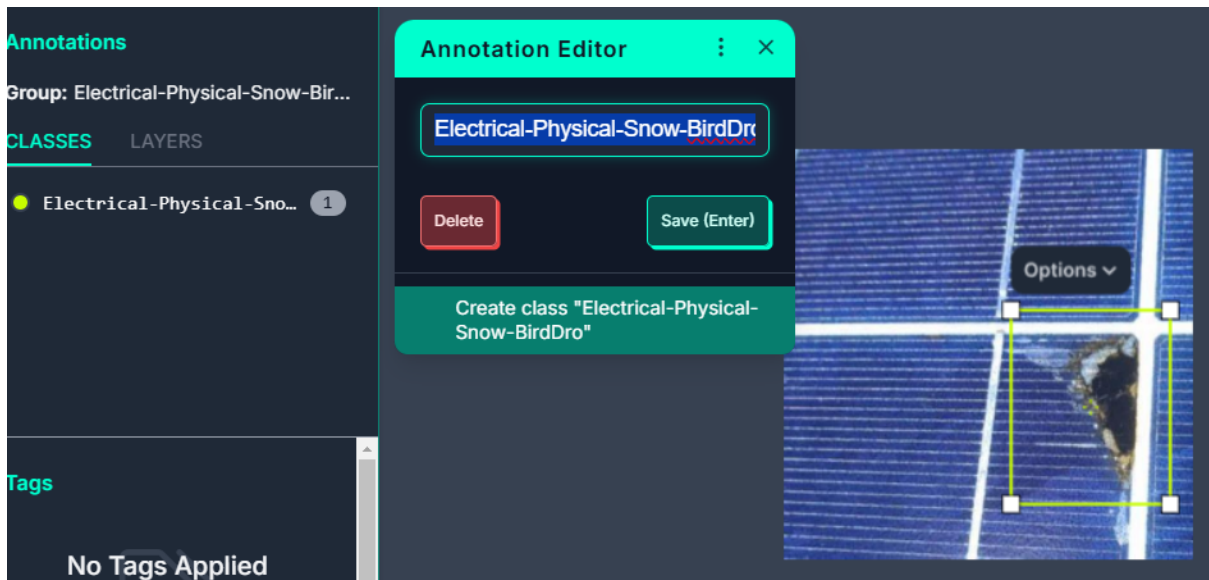 Annotations
Group: Electrical-Physical-Snow-Bir...
CLASSES LAYERS
Electrical-Physical-Sno… 1
Tags
No Tags Applied
Annotation Editor
Electrical-Physical-Snow-BirdDro
Delete Save (Enter)
Create class "Electrical-Physical-
Snow-BirdDro"
Options